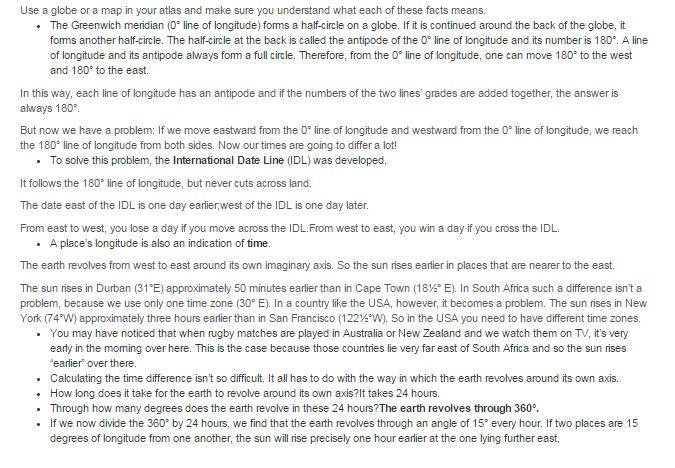 Use a globe or a map in your atlas and make sure you understand what each of these facts means.
• The Greenwich meridian (0° line of longitude) forms a half-circle on a globe. If it is continued around the back of the globe, it
forms another half-circle. The half-circle at the back is called the antipode of the 0° line of longitude and its number is 180°. A line
of longitude and its antipode always form a full circle. Therefore, from the 0° line of longitude, one can move 180° to the west
and 180° to the east.
In this way, each line of longitude has an antipode and if the numbers of the two lines' grades are added together, the answer is
always 180°.
But now we have a problem: If we move eastward from the 0° line of longitude and westward from the 0° line of longitude, we reach
the 180° line of longitude from both sides. Now our times are going to differ a lot!
• To solve this problem, the International Date Line (IDL) was developed.
It follows the 180° line of longitude, but never cuts across land.
The date east of the IDL is one day earlier;west of the IDL is one day later.
From east to west, you lose a day if you move across the IDL.From west to east, you win a day if you cross the IDL.
• A place's longitude is also an indication of time.
The earth revolves from west to east around its own imaginary axis. So the sun rises earlier in places that are nearer to the east.
The sun rises in Durban (31°E) approximately 50 minutes earlier than in Cape Town (18½° E). In South Africa such a difference isn't a
problem, because we use only one time zone (30° E). In a country like the USA, however, it becomes a problem. The sun rises in New
York (74°W) approximately three hours earlier than in San Francisco (122½°W). So in the USA you need to have different time zones.
• You may have noticed that when rugby matches are played in Australia or New Zealand and we watch them on TV, it's very
early in the morning over here. This is the case because those countries lie very far east of South Africa and so the sun rises
"earlier" over there.
• Calculating the time difference isn't so difficult. It all has to do with the way in which the earth revolves around its own axis.
• How long does it take for the earth to revolve around its own axis?It takes 24 hours.
• Through how many degrees does the earth revolve in these 24 hours?The earth revolves through 360°.
• If we now divide the 360° by 24 hours, we find that the earth revolves through an angle of 15° every hour. If two places are 15
degrees of longitude from one another, the sun will rise precisely one hour earlier at the one lying further east.